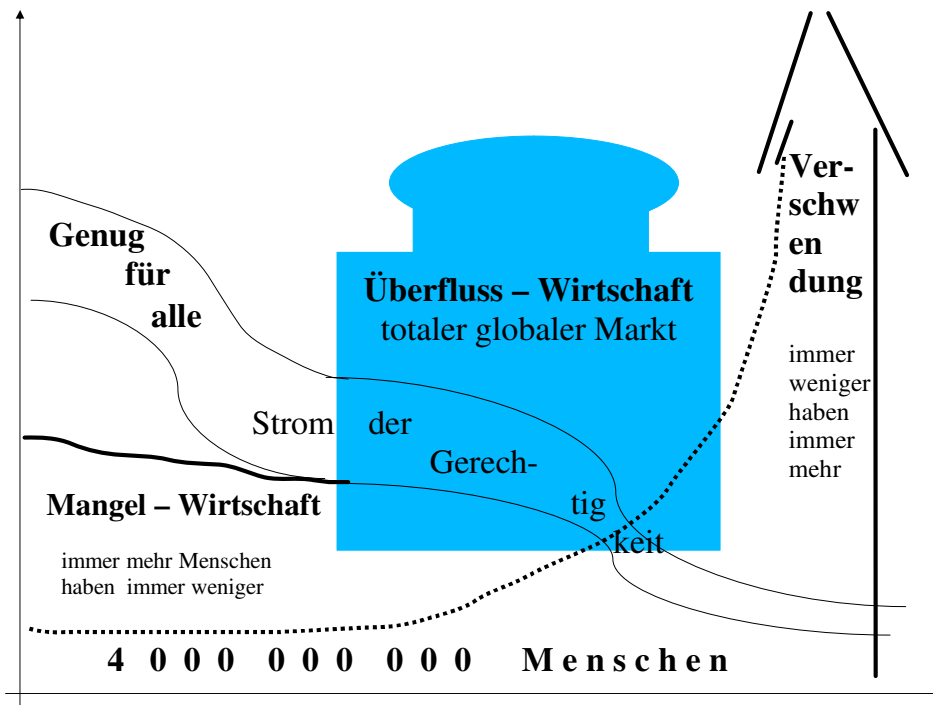 Genug
für
alle
Überfluss – Wirtschaft
totaler globaler Markt
Ver-
schw
en
dung
immer
weniger
haben
immer
mehr
Strom der
Gerech-
tig
keit
Mangel – Wirtschaft
immer mehr Menschen
haben immer weniger
4 000 000 000 Menschen